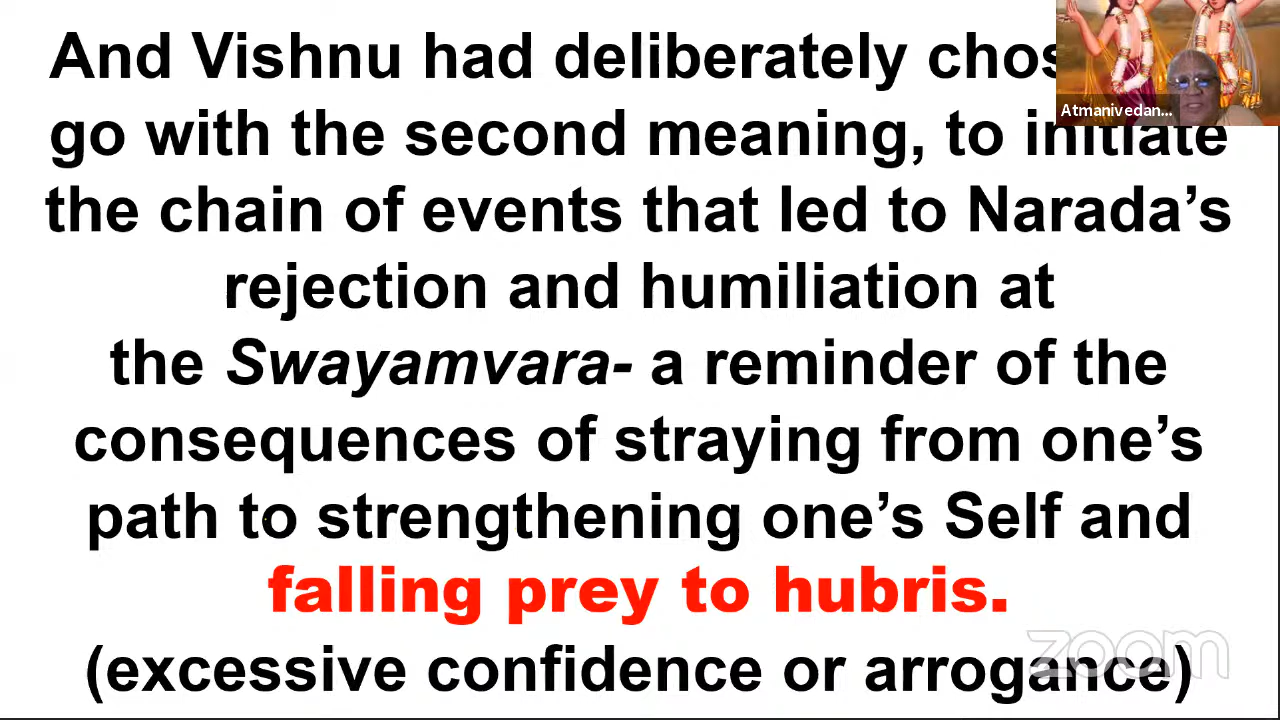 And Vishnu had deliberately
go with the second meaning, to initiate
the chain of events that led to Narada’s
rejection and humiliation at
the Swayamvara- a reminder of the
consequences of straying from one’s
path to strengthening one’s Self and
falling prey to hubris.
(excessive confidence or arrogance)
Atmanivedan...
zoom